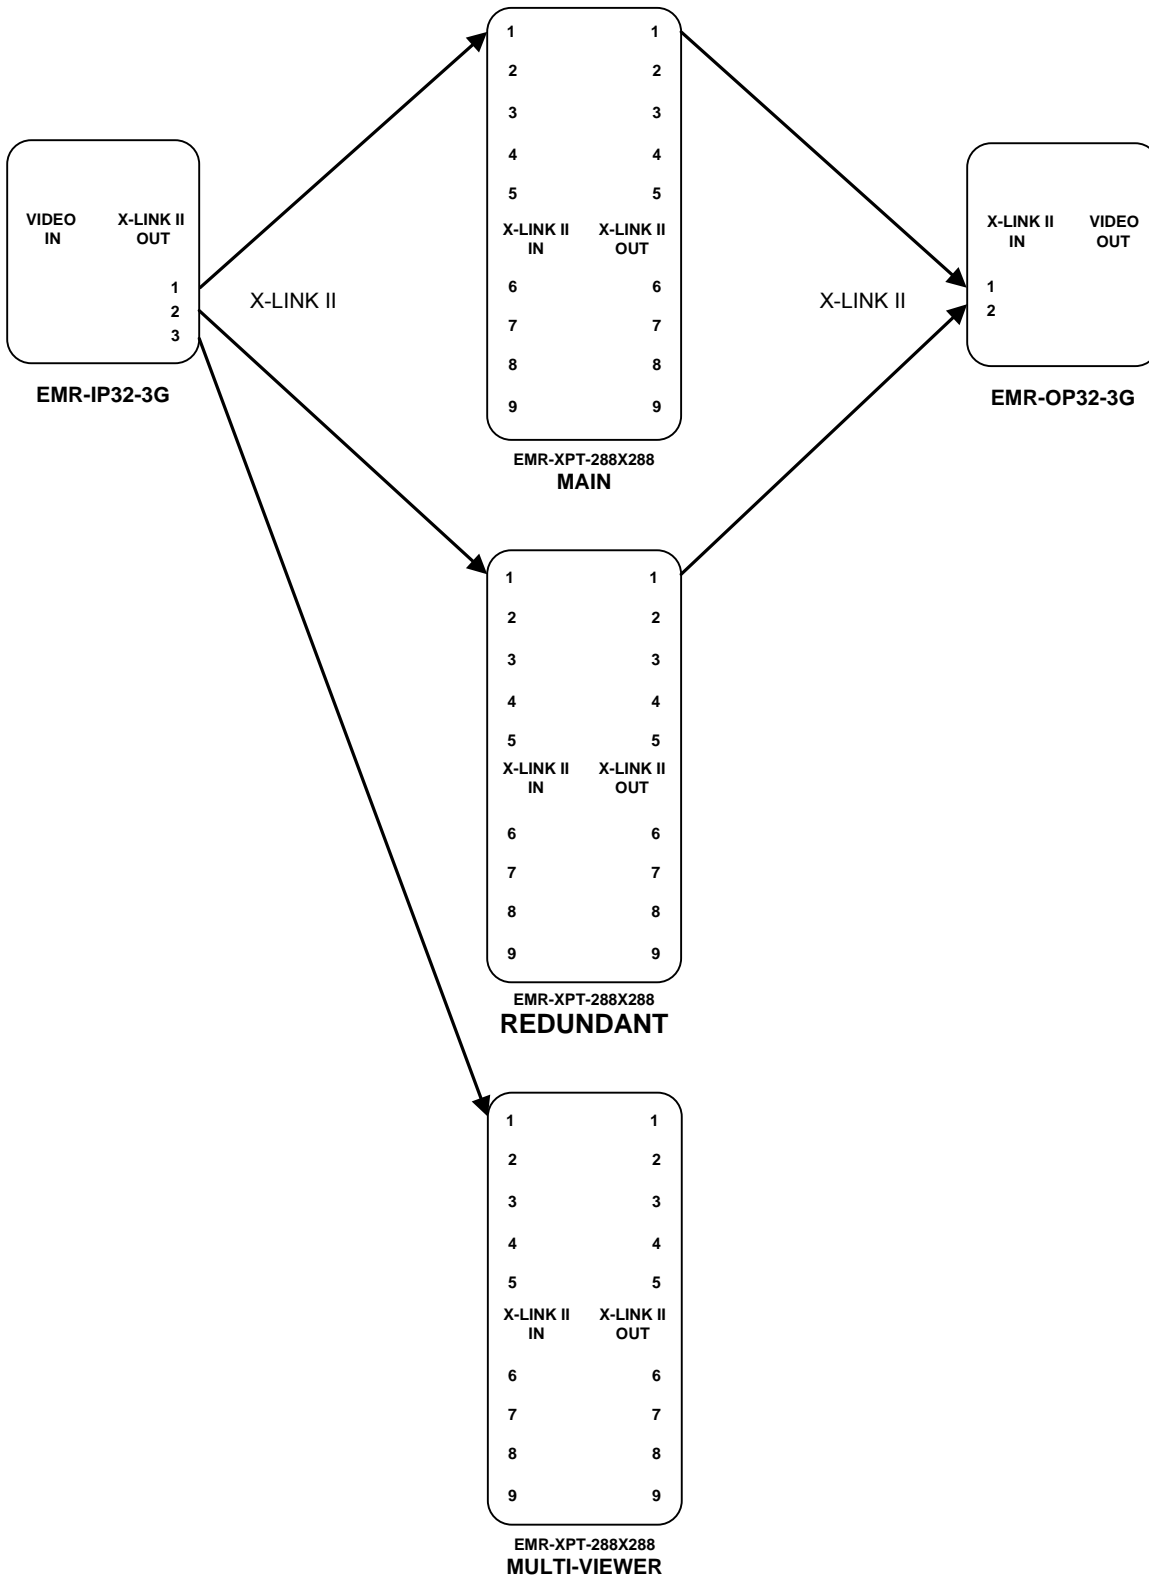 1 1
2 2
3 3
4 4
5 5
X-LINK II X-LINK II
IN OUT
6 6
7 7
8 8
9 9
EMR-XPT-288X288
MAIN
VIDEO X-LINK II
IN OUT
1
2
3
EMR-IP32-3G
X-LINK II
X-LINK II
X-LINK II VIDEO
IN OUT
1
2
EMR-OP32-3G
1 1
2 2
3 3
4 4
5 5
X-LINK II X-LINK II
IN OUT
6 6
7 7
8 8
9 9
EMR-XPT-288X288
REDUNDANT
1 1
2 2
3 3
4 4
5 5
X-LINK II X-LINK II
IN OUT
6 6
7 7
8 8
9 9
EMR-XPT-288X288
MULTI-VIEWER